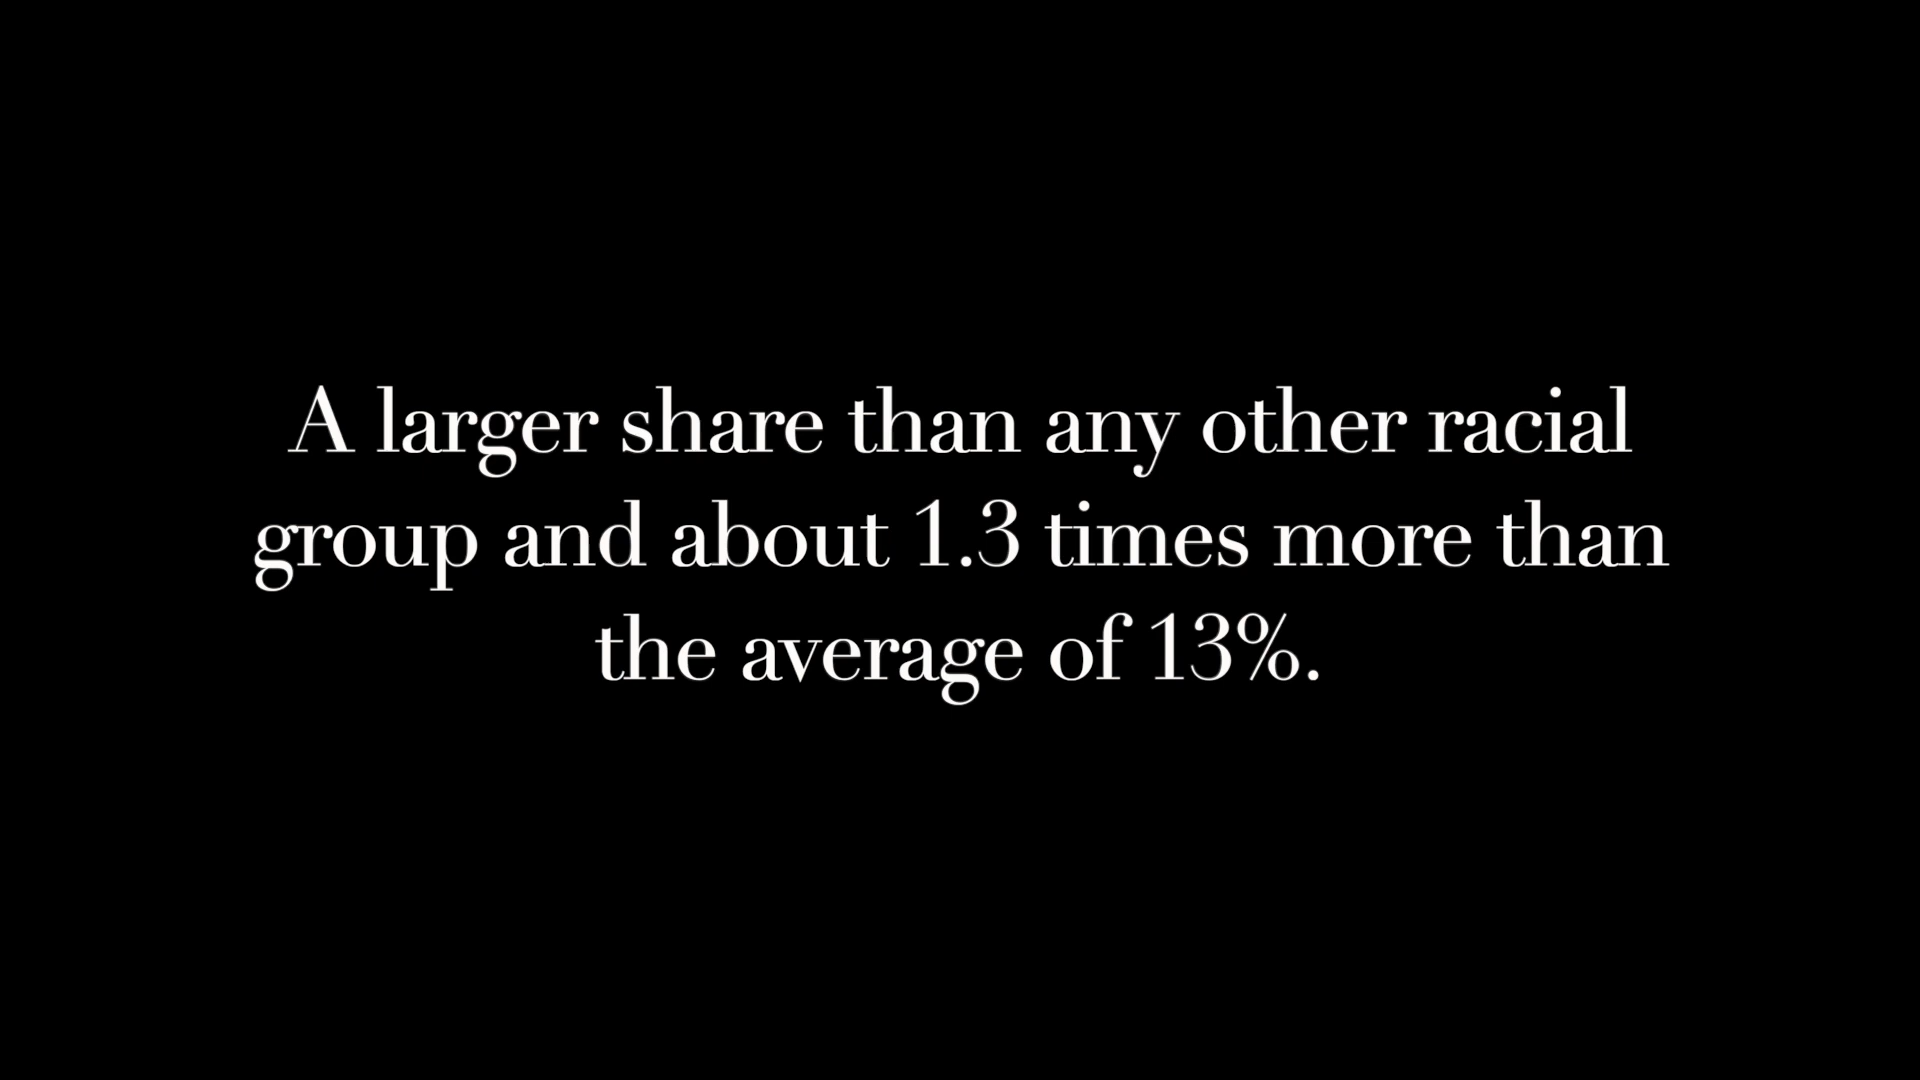 A larger share than any other racial
group and about 1.3 times more than
the average of 13%.